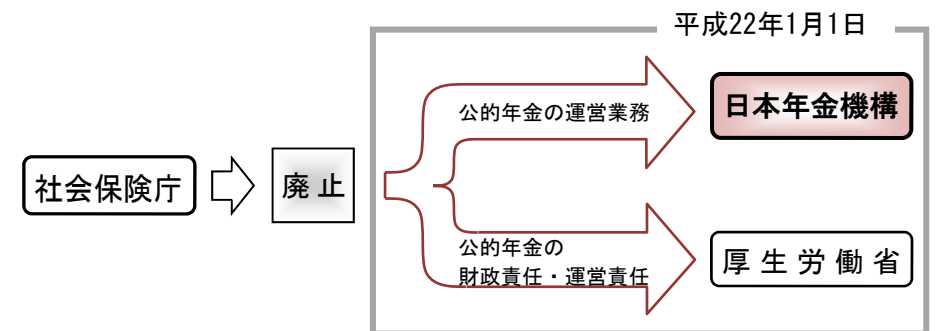 平成22年1月1日
公的年金の運営業務
日本年金機構
社会保険庁
廃止
公的年金の
財政責任・運営責任
厚生労働省